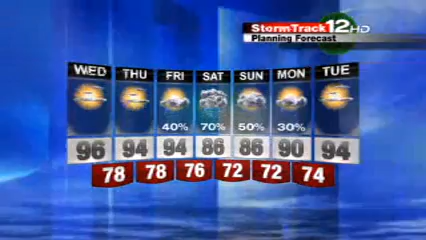 StormTrack 12 HD
Planning Forecast
WED THU FRI SAT SUN MON TUE
40% 70% 50% 30%
96 94 94 86 86 90 94
78 78 76 72 72 74